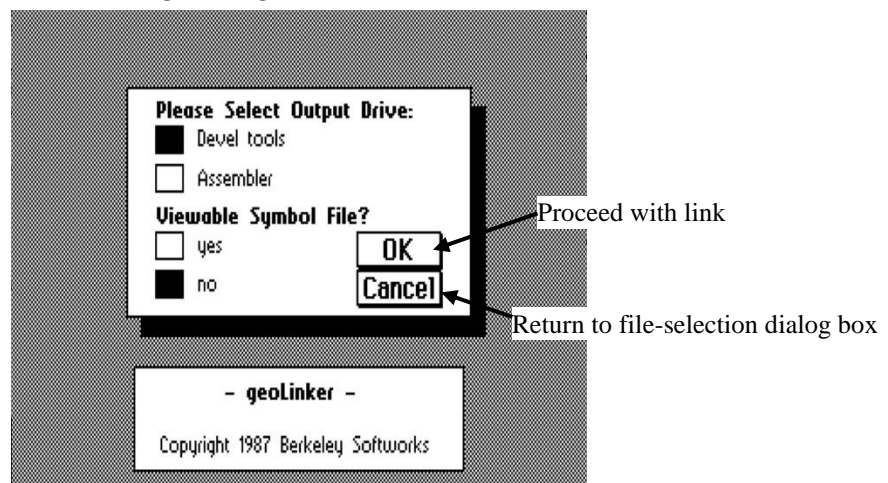 Please Select Output Drive:
Devel tools
Assembler
Viewable Symbol File?
yes
OK
no
Cancel
Proceed with link
Return to file-selection dialog box
- geoLinker -
Copyright 1987 Berkeley Softworks